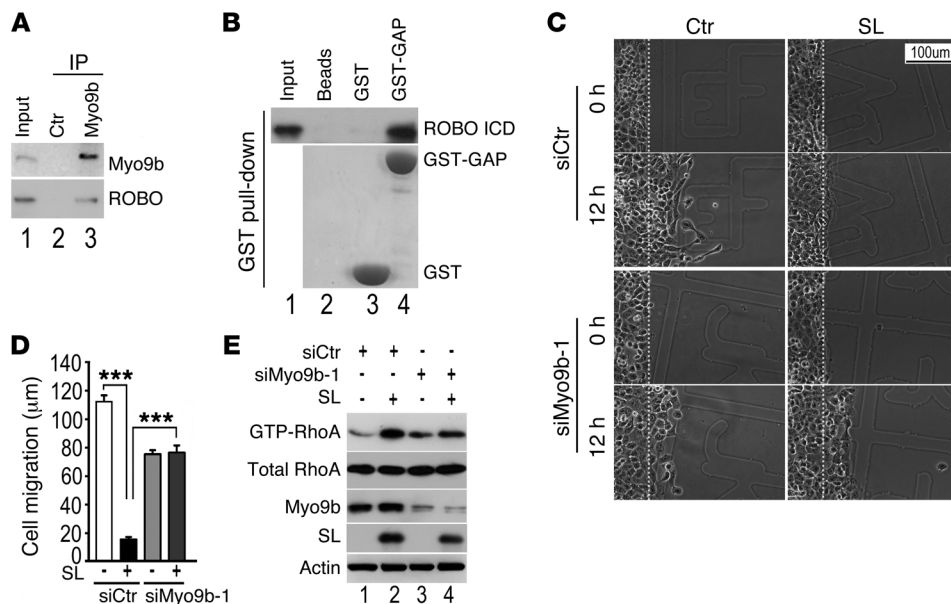 A
IP
Input
Ctr
Myo9b
Myo9b
ROBO
1 2 3
B
Input
Beads
GST
GST-GAP
GST pull-down
ROBO ICD
GST-GAP
GST
1 2 3 4
C
Ctr SL
100um
siCtr
0 h
12 h
siMyo9b-1
0 h
12 h
D
Cell migration (μm)
140
120
100
80
60
40
20
0
***
***
SL - + - +
siCtr siMyo9b-1
E
siCtr + + - -
siMyo9b-1 - - + +
SL - + - +
GTP-RhoA
Total RhoA
Myo9b
SL
Actin
1 2 3 4